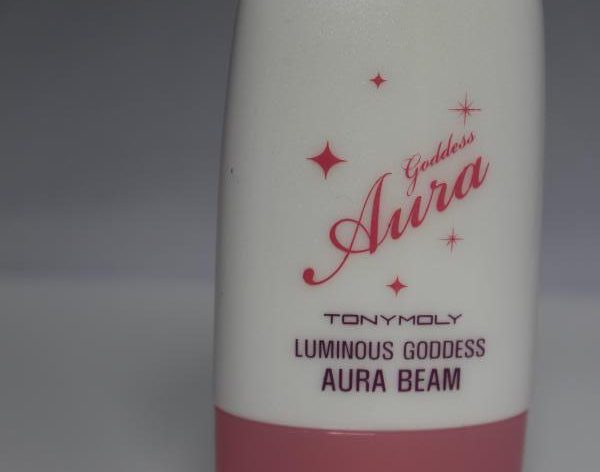 Goddess
Aura
TONYMOLY
LUMINOUS GODDESS
AURA BEAM